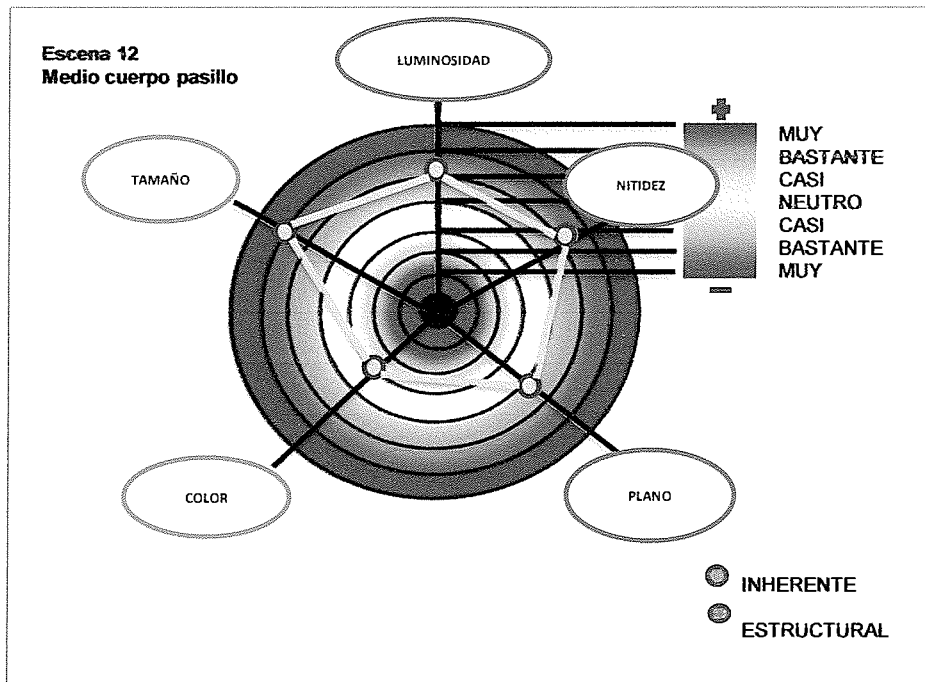 Escena 12
Medio cuerpo pasillo
LUMINOSIDAD
+
MUY
BASTANTE
CASI
NEUTRO
CASI
BASTANTE
MUY
−
TAMAÑO
NITIDEZ
COLOR
PLANO
INHERENTE
ESTRUCTURAL